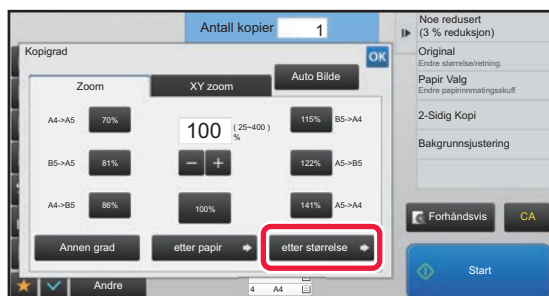 Antall kopier 1
Kopigrad
OK
Zoom
XY zoom
Auto Bilde
A4->A5 70%
100 (25~400) %
115% B5->A4
B5->A5 81%
− +
122% A5->B5
A4->B5 86%
100%
141% A5->A4
Annen grad
etter papir
etter størrelse
Andre
4 A4
Noe redusert
(3 % reduksjon)
Original
Endre størrelse/retning.
Papir Valg
Endre papirinnmatingsskuff
2-Sidig Kopi
Bakgrunnsjustering
Forhåndsvis
CA
Start